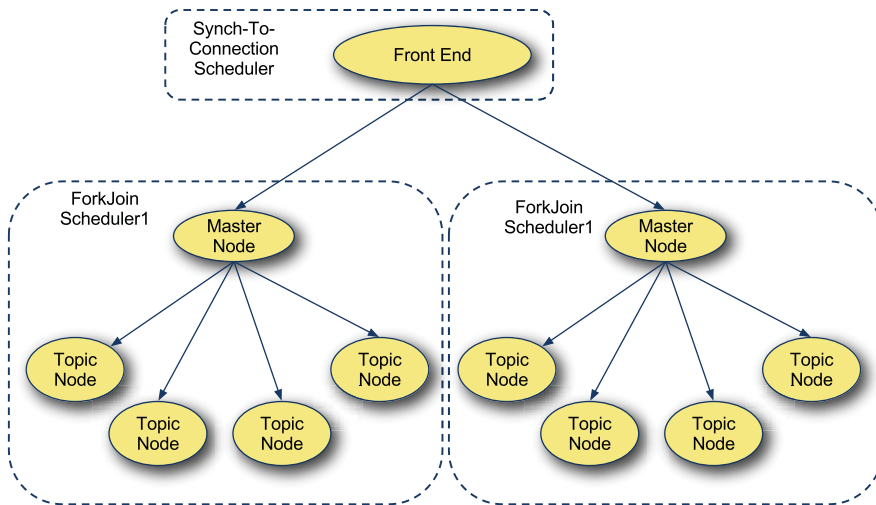 Synch-To-
Connection
Scheduler
Front End
ForkJoin
Scheduler1
Master
Node
Topic
Node
Topic
Node
Topic
Node
Topic
Node
ForkJoin
Scheduler1
Master
Node
Topic
Node
Topic
Node
Topic
Node
Topic
Node